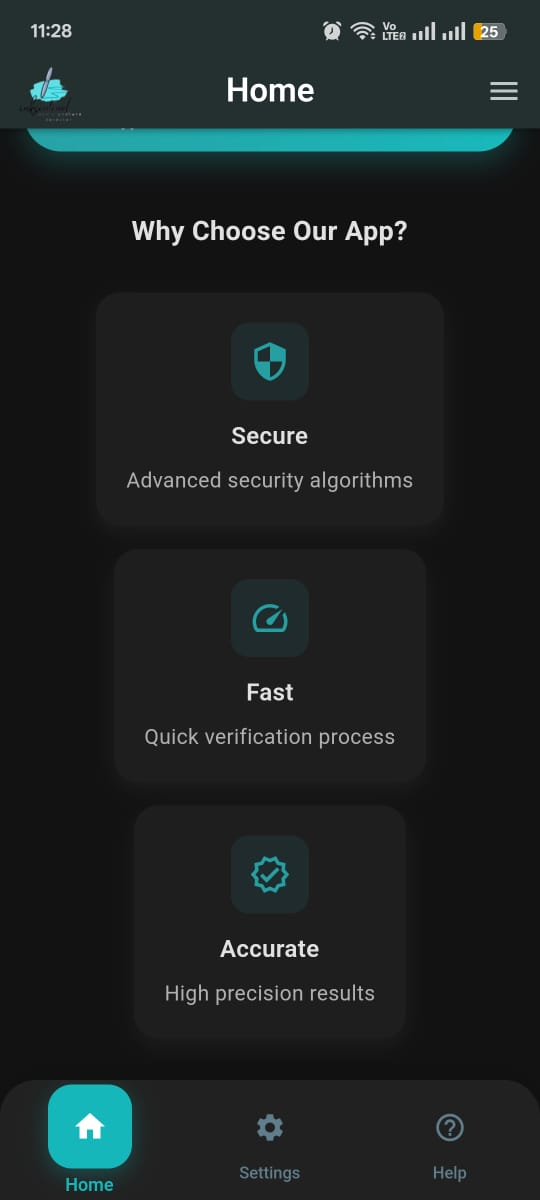 11:28
Vo
LTE
25
Home
Why Choose Our App?
Secure
Advanced security algorithms
Fast
Quick verification process
Accurate
High precision results
Home
Settings
Help